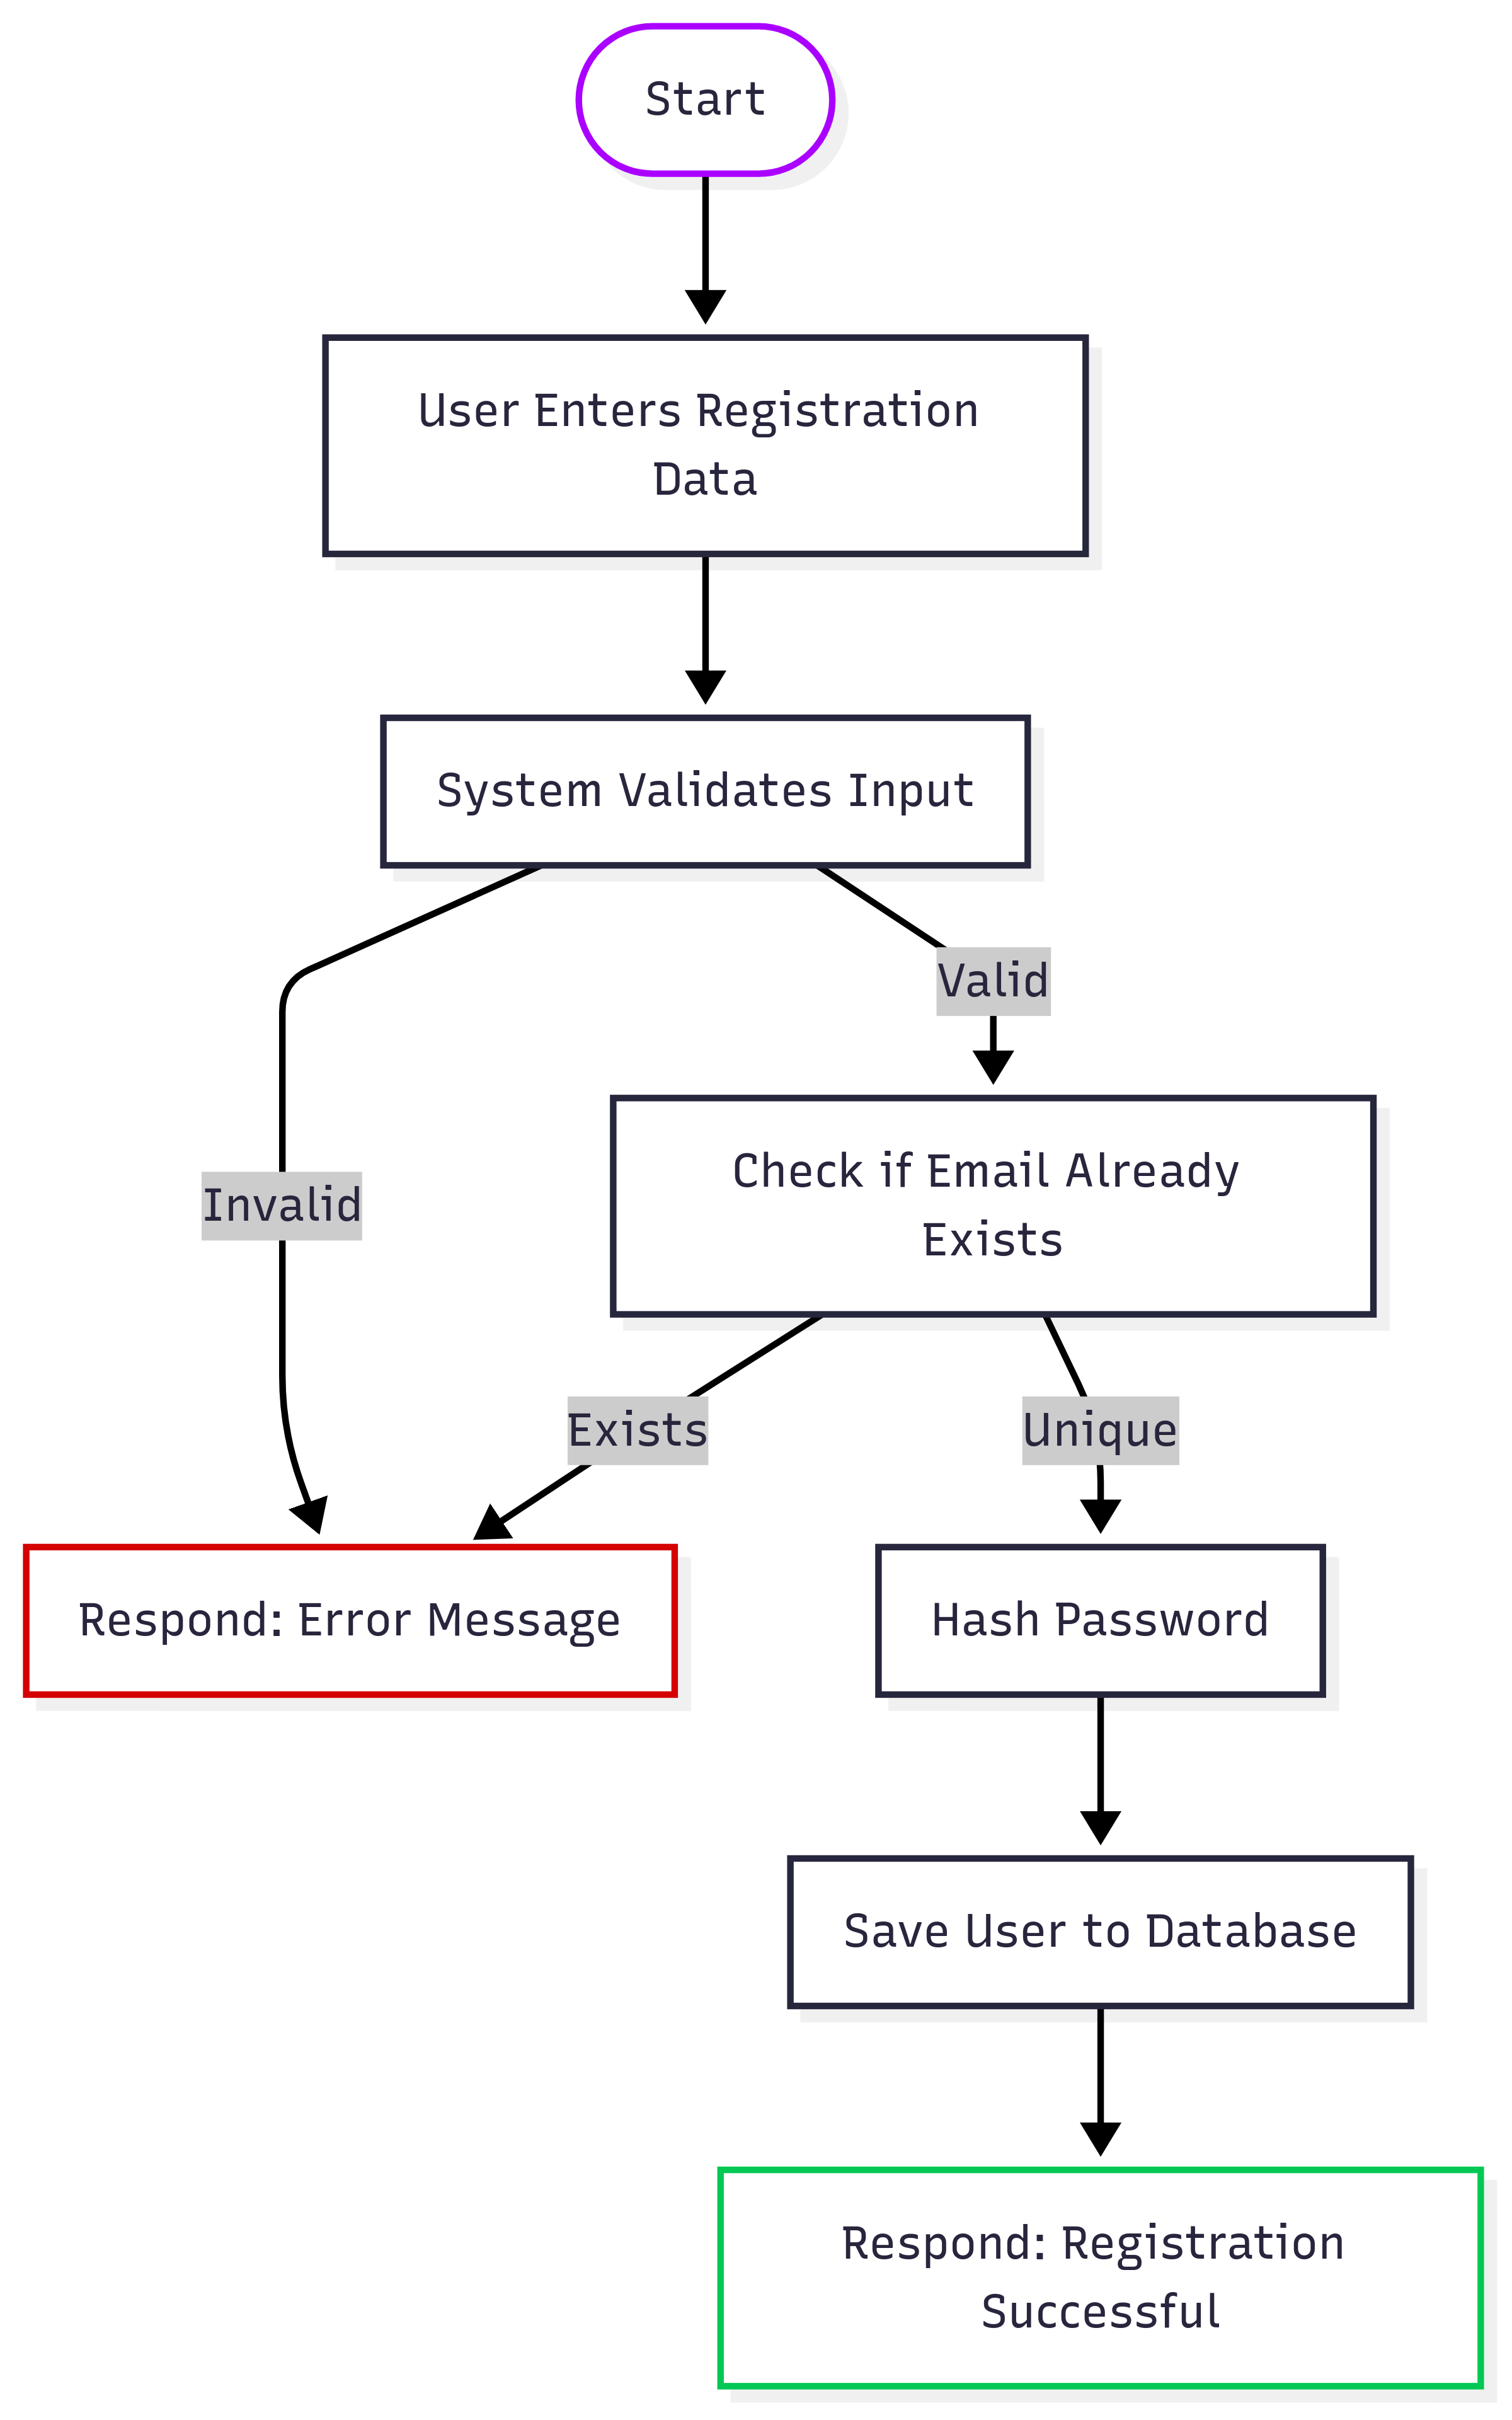 Start
User Enters Registration
Data
System Validates Input
Valid
Check if Email Already
Exists
Invalid
Exists
Unique
Respond: Error Message
Hash Password
Save User to Database
Respond: Registration
Successful